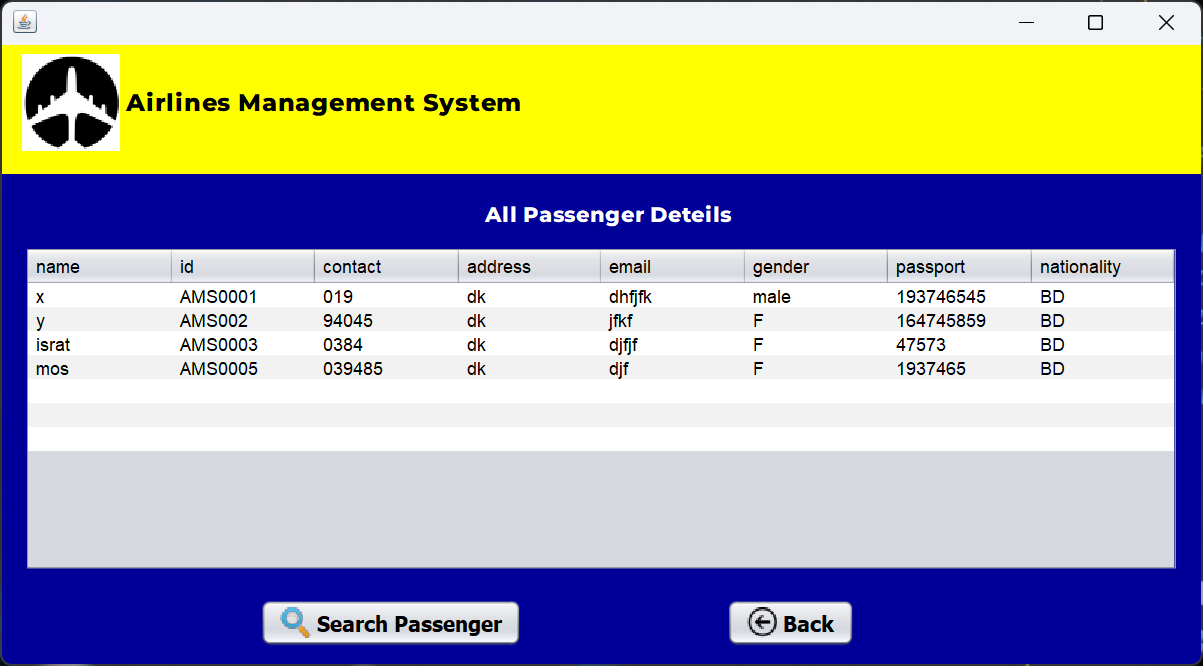 Airlines Management System
All Passenger Deteils
name id contact address email gender passport nationality
x AMS0001 019 dk dhfjfk male 193746545 BD
y AMS002 94045 dk jfkf F 164745859 BD
israt AMS0003 0384 dk djfjf F 47573 BD
mos AMS0005 039485 dk djf F 1937465 BD
Search Passenger Back